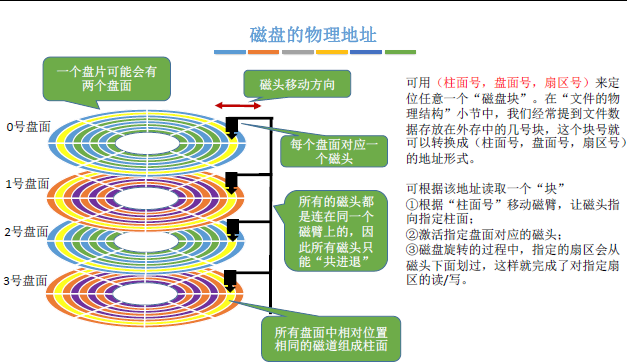 磁盘的物理地址
一个盘片可能会有
两个盘面
磁头移动方向
0号盘面
每个盘面对应一
个磁头
1号盘面
所有的磁头都
是连在同一个
磁臂上的，因
此所有磁头只
能“共进退”
2号盘面
3号盘面
所有盘面中相对位置
相同的磁道组成柱面
可用（柱面号，盘面号，扇区号）来定
位任意一个“磁盘块”。在“文件的物
理结构”小节中，我们经常提到文件数
据存放在外存中的几号块，这个块号就
可以转换成（柱面号，盘面号，扇区号）
的地址形式。
可根据该地址读取一个“块”
①根据“柱面号”移动磁臂，让磁头指
向指定柱面；
②激活指定盘面对应的磁头；
③磁盘旋转的过程中，指定的扇区会从
磁头下面划过，这样就完成了对指定扇
区的读/写。